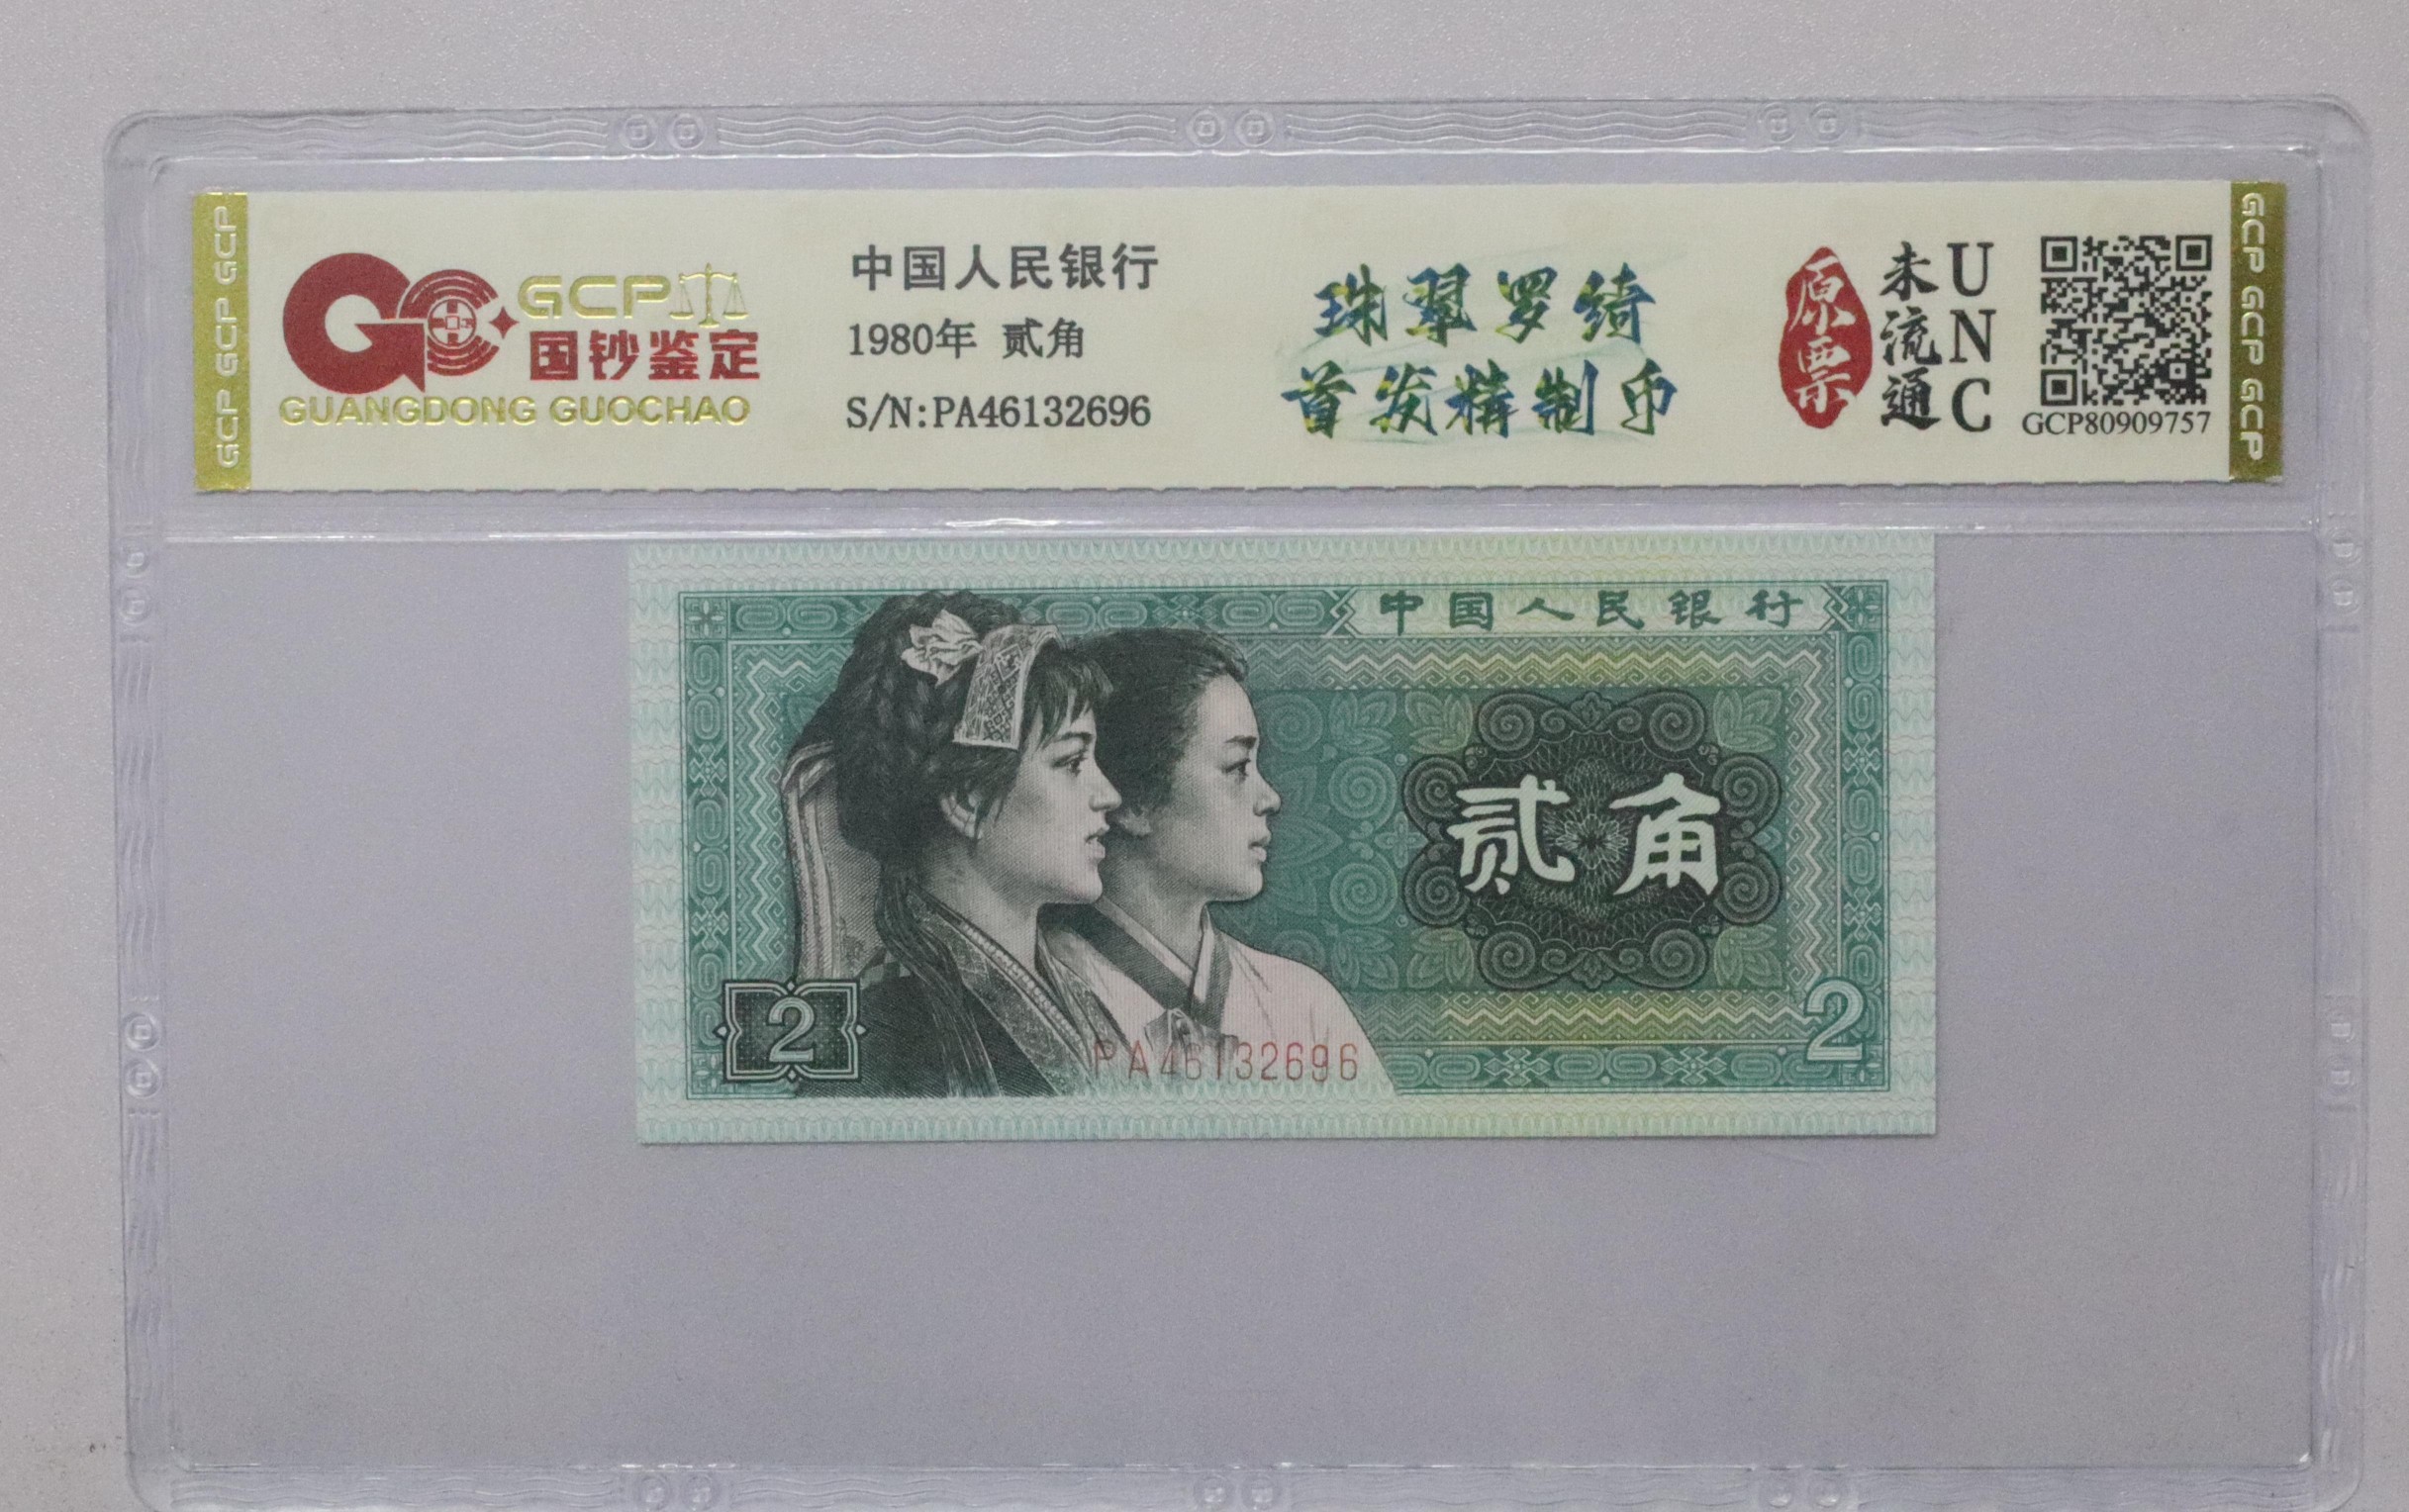 GCP GCP GCP
GCP
国钞鉴定
GUANGDONG GUOCHAO
中国人民银行
1980年 贰角
S/N:PA46132696
珠翠罗绮
首发精制币
原票
未流通
UNC
GCP80909757
GCP GCP GCP
中国人民银行
贰角
2
2
PA46132696